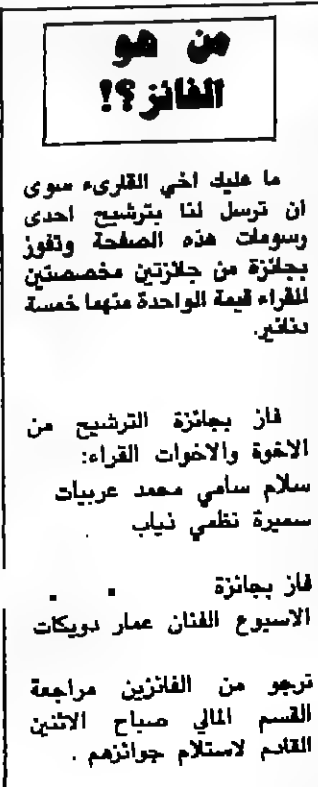 من هو
الفائز؟!
ما عليك اخي القارىء سوى
ان ترسل لنا بترشيح احدى
رسومات هذه الصفحة وتفوز
بجائزة من جائزتين مخصصتين
للقراء قيمة الواحدة منهما خمسة
دنانير.
فاز بجائزة الترشيح من
الاخوة والاخوات القراء:
سلام سامي محمد عربيات
سميرة نظمي ذياب
فاز بجائزة
الاسبوع الفنان عمار دويكات
نرجو من الفائزين مراجعة
القسم المالي صباح الاثنين
القادم لاستلام جوائزهم .